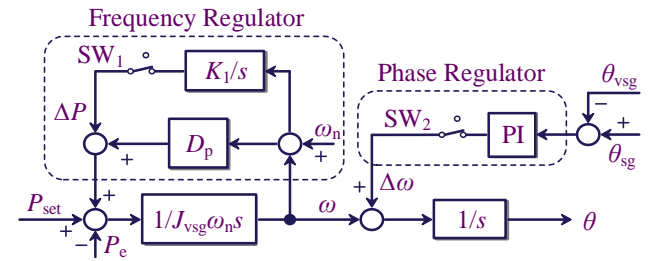 Frequency Regulator
SW₁
K₁/s
Phase Regulator
θvsg
ΔP
ωn
SW₂
PI
−
+
Dp
+
+
θsg
+
Pset
+
1/Jvsgωns
ω
+
Δω
1/s
θ
−
Pe